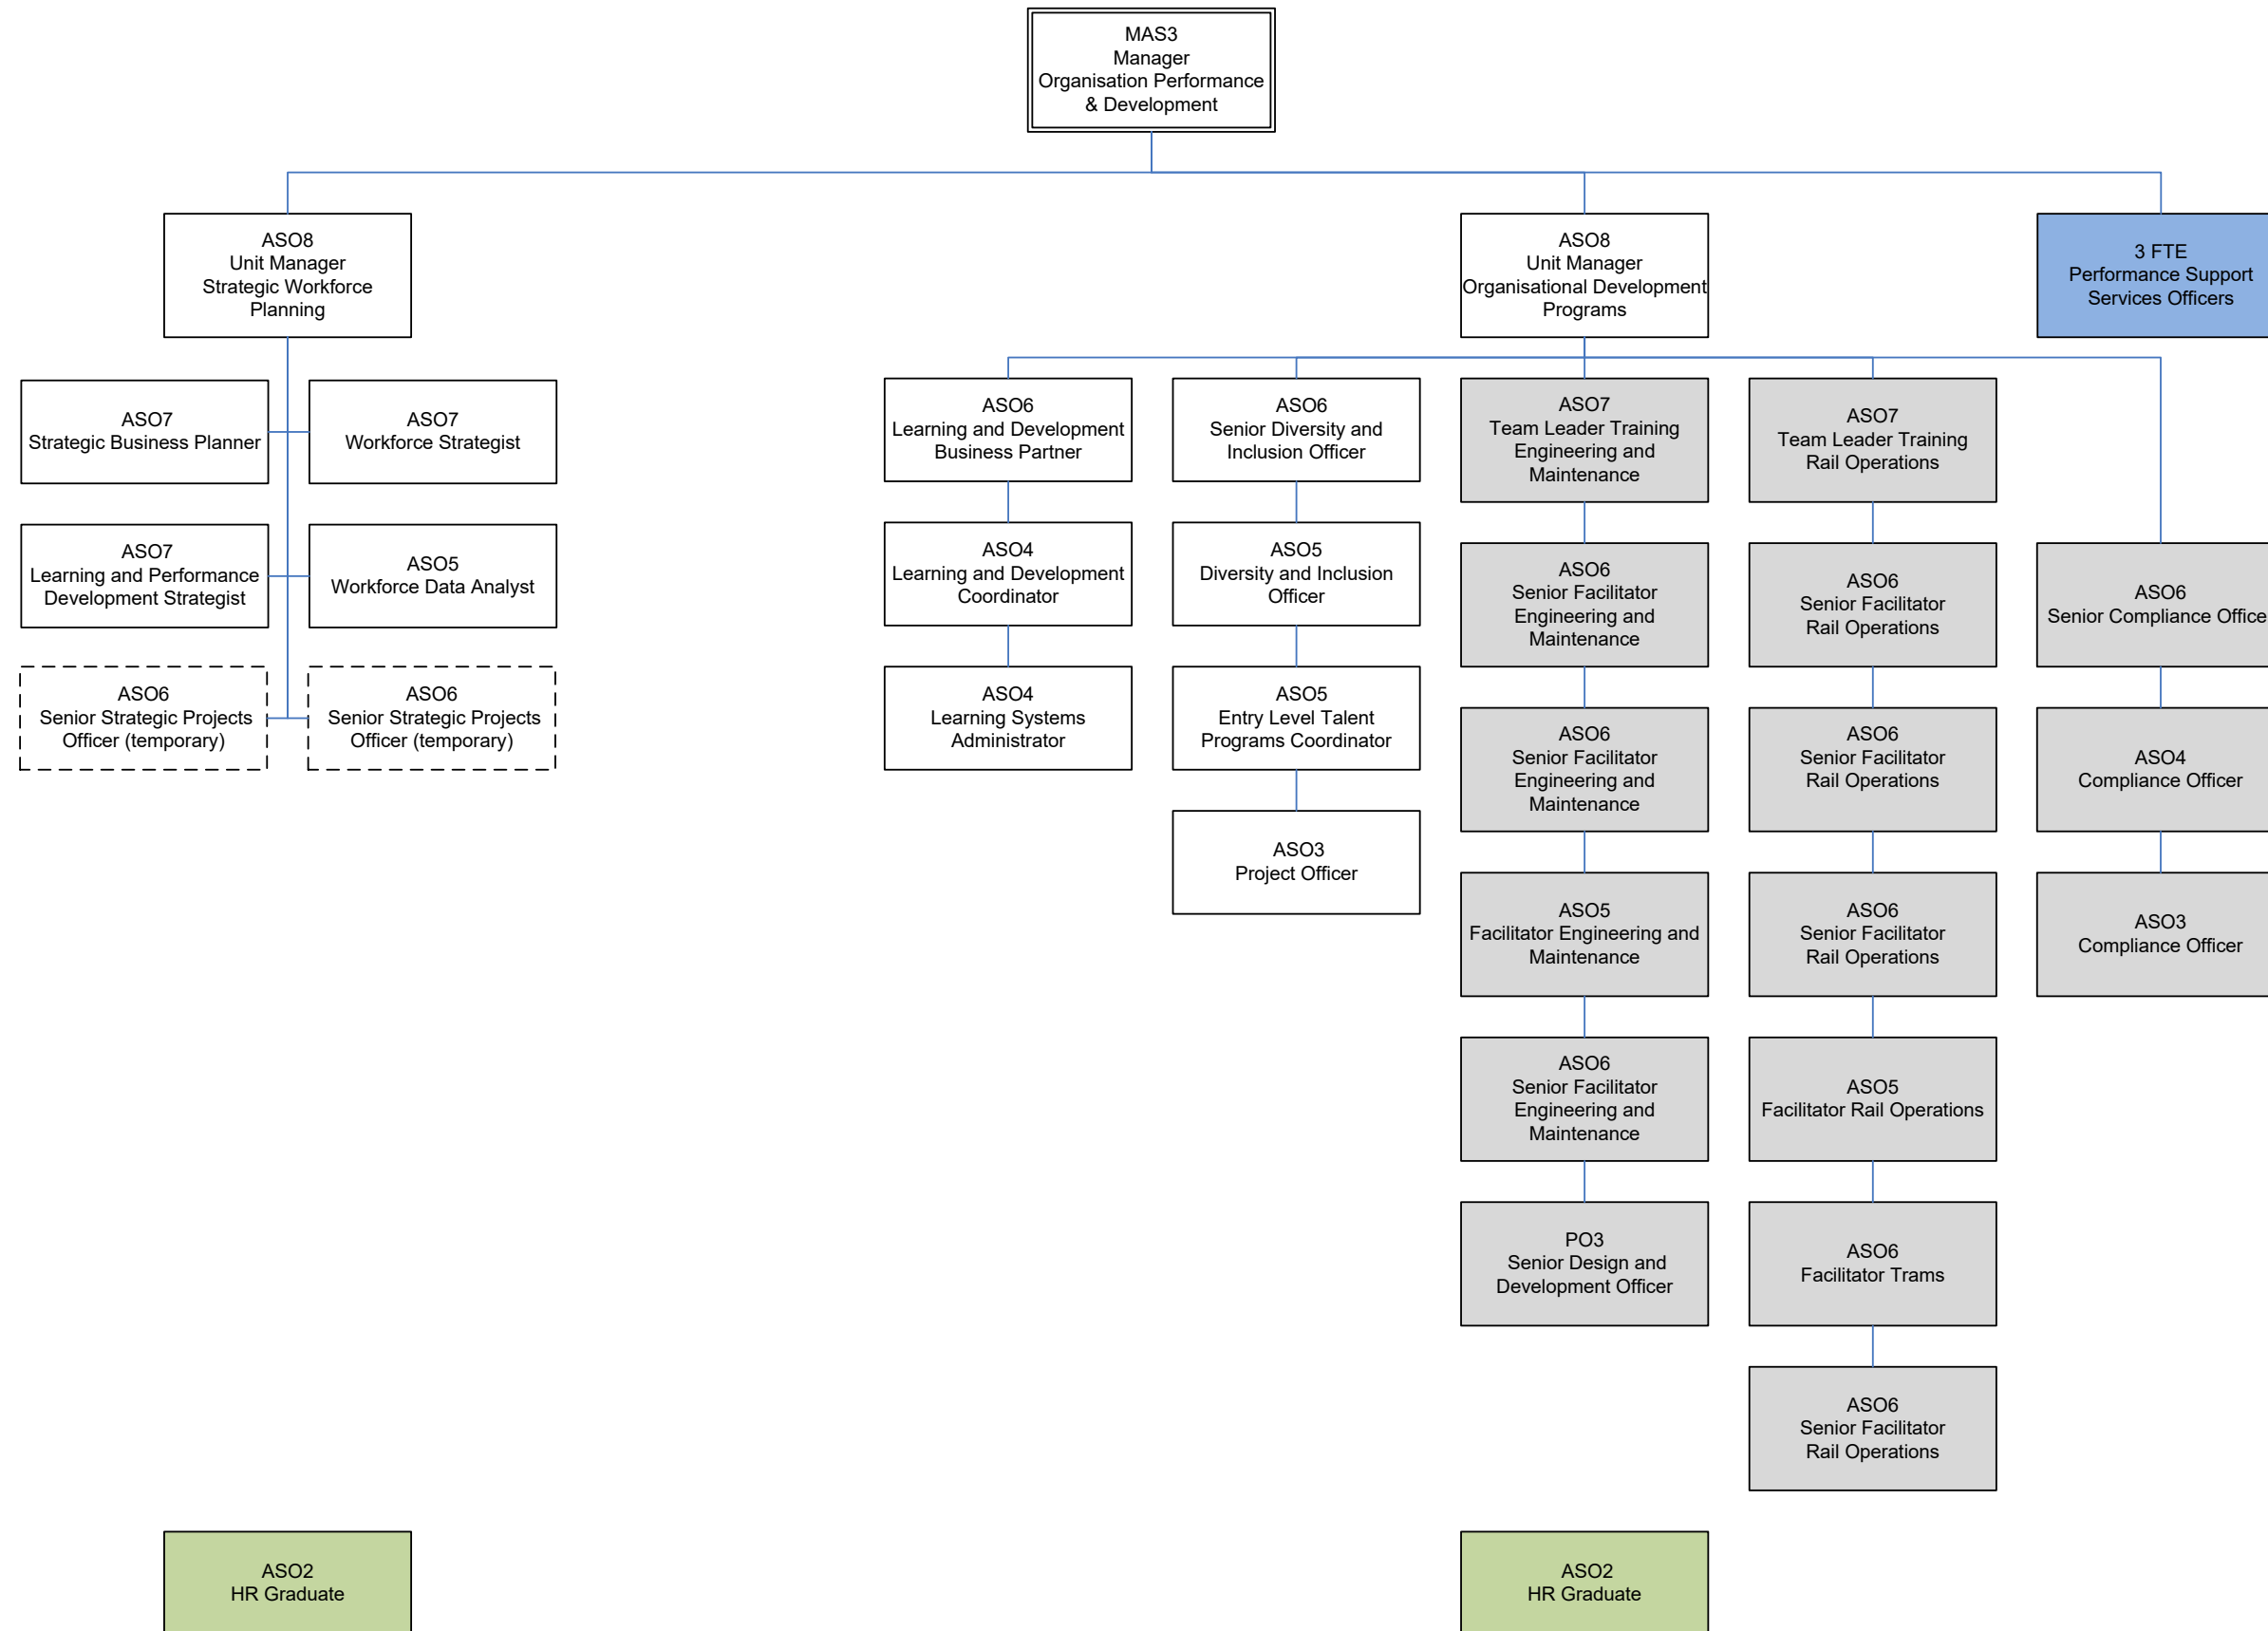 MAS3
Manager
Organisation Performance
& Development
ASO8
Unit Manager
Strategic Workforce
Planning
ASO8
Unit Manager
Organisational Development
Programs
3 FTE
Performance Support
Services Officers
ASO7
Strategic Business Planner
ASO7
Workforce Strategist
ASO7
Learning and Performance
Development Strategist
ASO5
Workforce Data Analyst
ASO6
Senior Strategic Projects
Officer (temporary)
ASO6
Senior Strategic Projects
Officer (temporary)
ASO6
Learning and Development
Business Partner
ASO4
Learning and Development
Coordinator
ASO4
Learning Systems
Administrator
ASO6
Senior Diversity and
Inclusion Officer
ASO5
Diversity and Inclusion
Officer
ASO5
Entry Level Talent
Programs Coordinator
ASO3
Project Officer
ASO7
Team Leader Training
Engineering and
Maintenance
ASO6
Senior Facilitator
Engineering and
Maintenance
ASO6
Senior Facilitator
Engineering and
Maintenance
ASO5
Facilitator Engineering and
Maintenance
ASO6
Senior Facilitator
Engineering and
Maintenance
PO3
Senior Design and
Development Officer
ASO7
Team Leader Training
Rail Operations
ASO6
Senior Facilitator
Rail Operations
ASO6
Senior Facilitator
Rail Operations
ASO6
Senior Facilitator
Rail Operations
ASO5
Facilitator Rail Operations
ASO6
Facilitator Trams
ASO6
Senior Facilitator
Rail Operations
ASO6
Senior Compliance Office
ASO4
Compliance Officer
ASO3
Compliance Officer
ASO2
HR Graduate
ASO2
HR Graduate